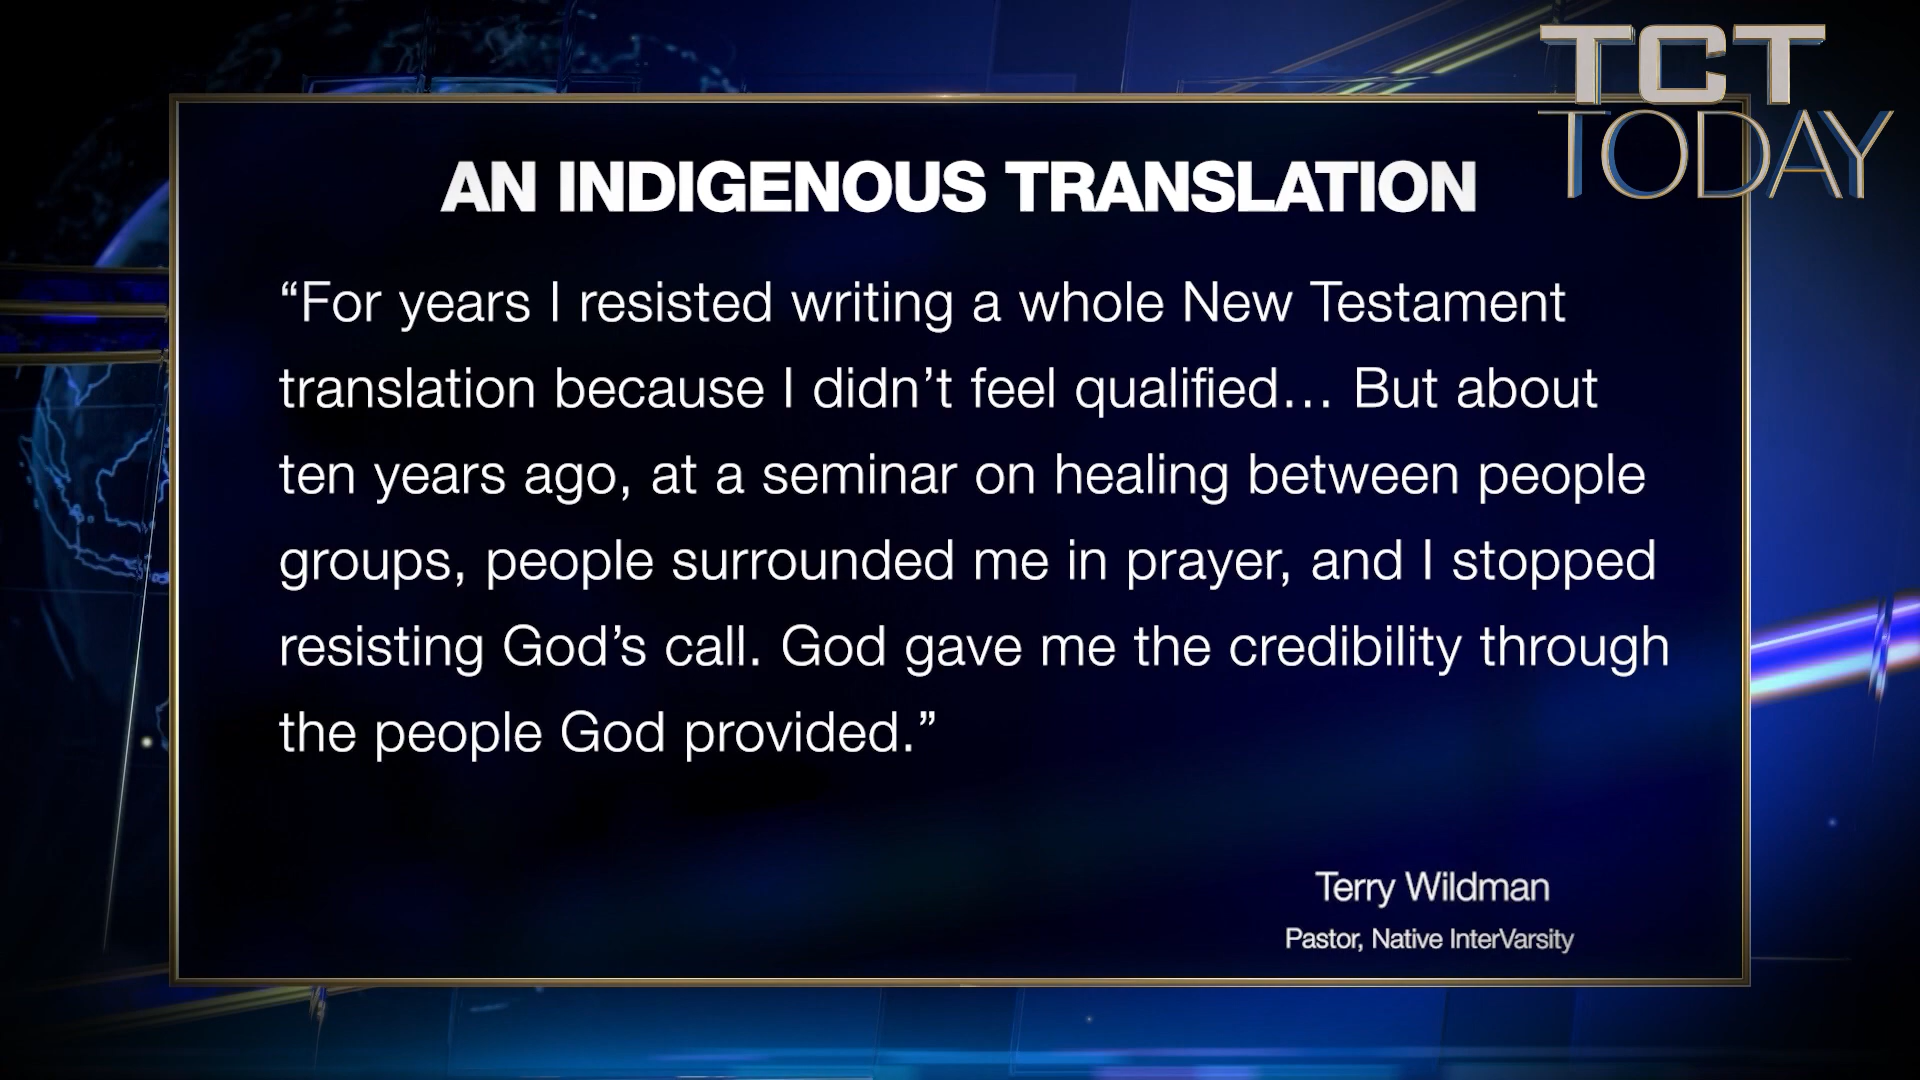 TCT
TODAY
AN INDIGENOUS TRANSLATION
“For years I resisted writing a whole New Testament
translation because I didn’t feel qualified… But about
ten years ago, at a seminar on healing between people
groups, people surrounded me in prayer, and I stopped
resisting God’s call. God gave me the credibility through
the people God provided.”
Terry Wildman
Pastor, Native InterVarsity